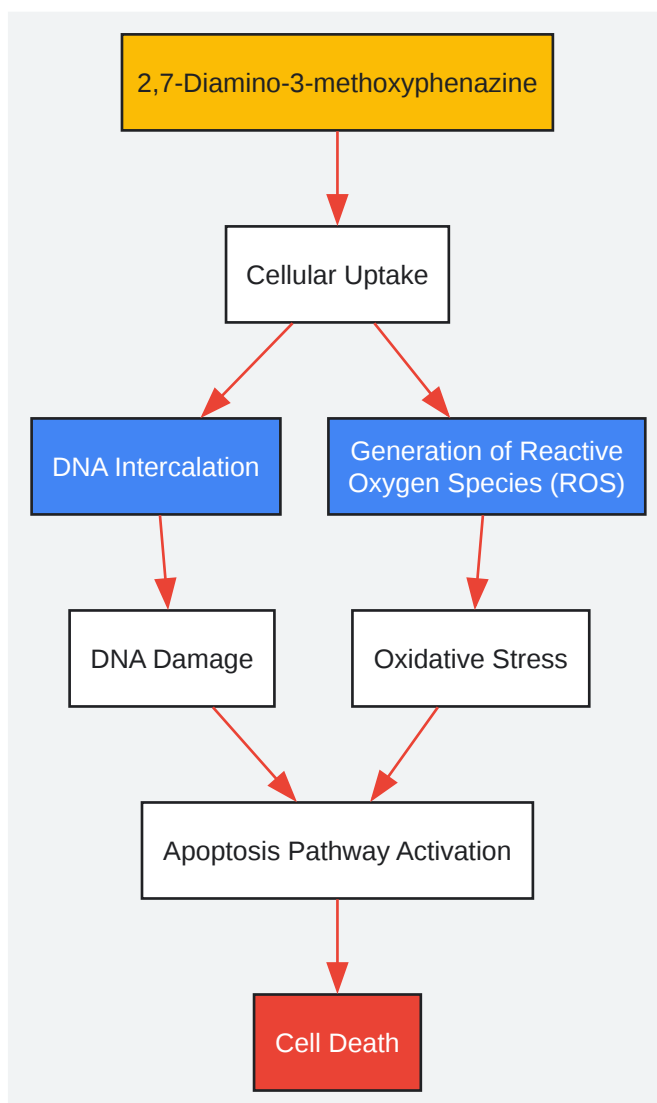 2,7-Diamino-3-methoxyphenazine
Cellular Uptake
DNA Intercalation
Generation of Reactive
Oxygen Species (ROS)
DNA Damage
Oxidative Stress
Apoptosis Pathway Activation
Cell Death